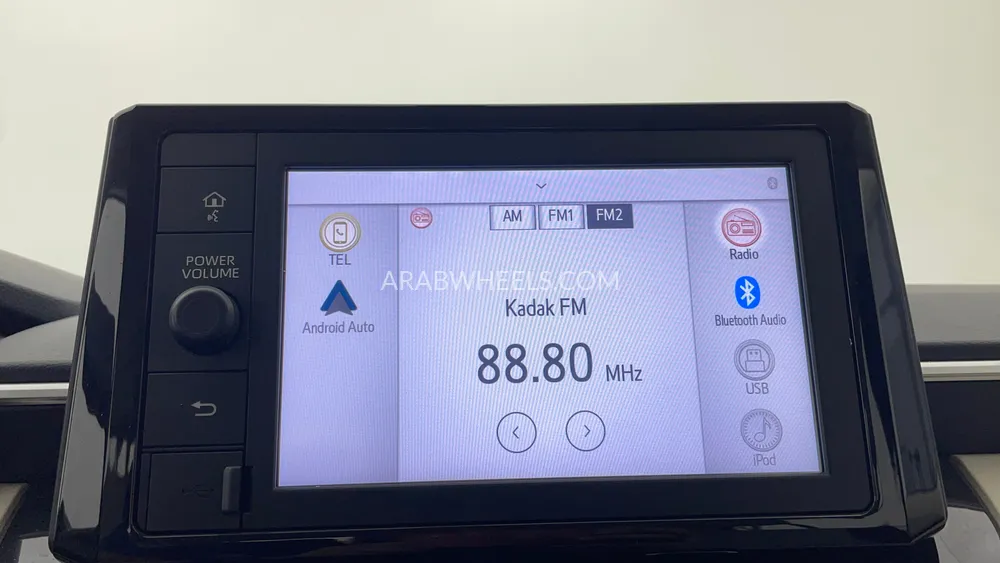 POWER
VOLUME
TEL
Android Auto
AM FM1 FM2
ARABWHEELS.COM
Kadak FM
88.80 MHz
Radio
Bluetooth Audio
USB
iPod